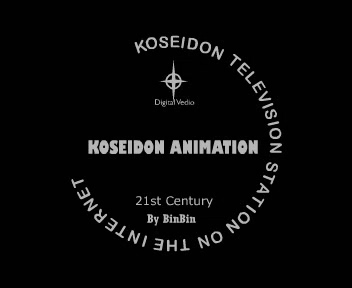 KOSEIDON TELEVISION STATION ON THE INTERNET
Digital Vedio
KOSEIDON ANIMATION
21st Century
By BinBin